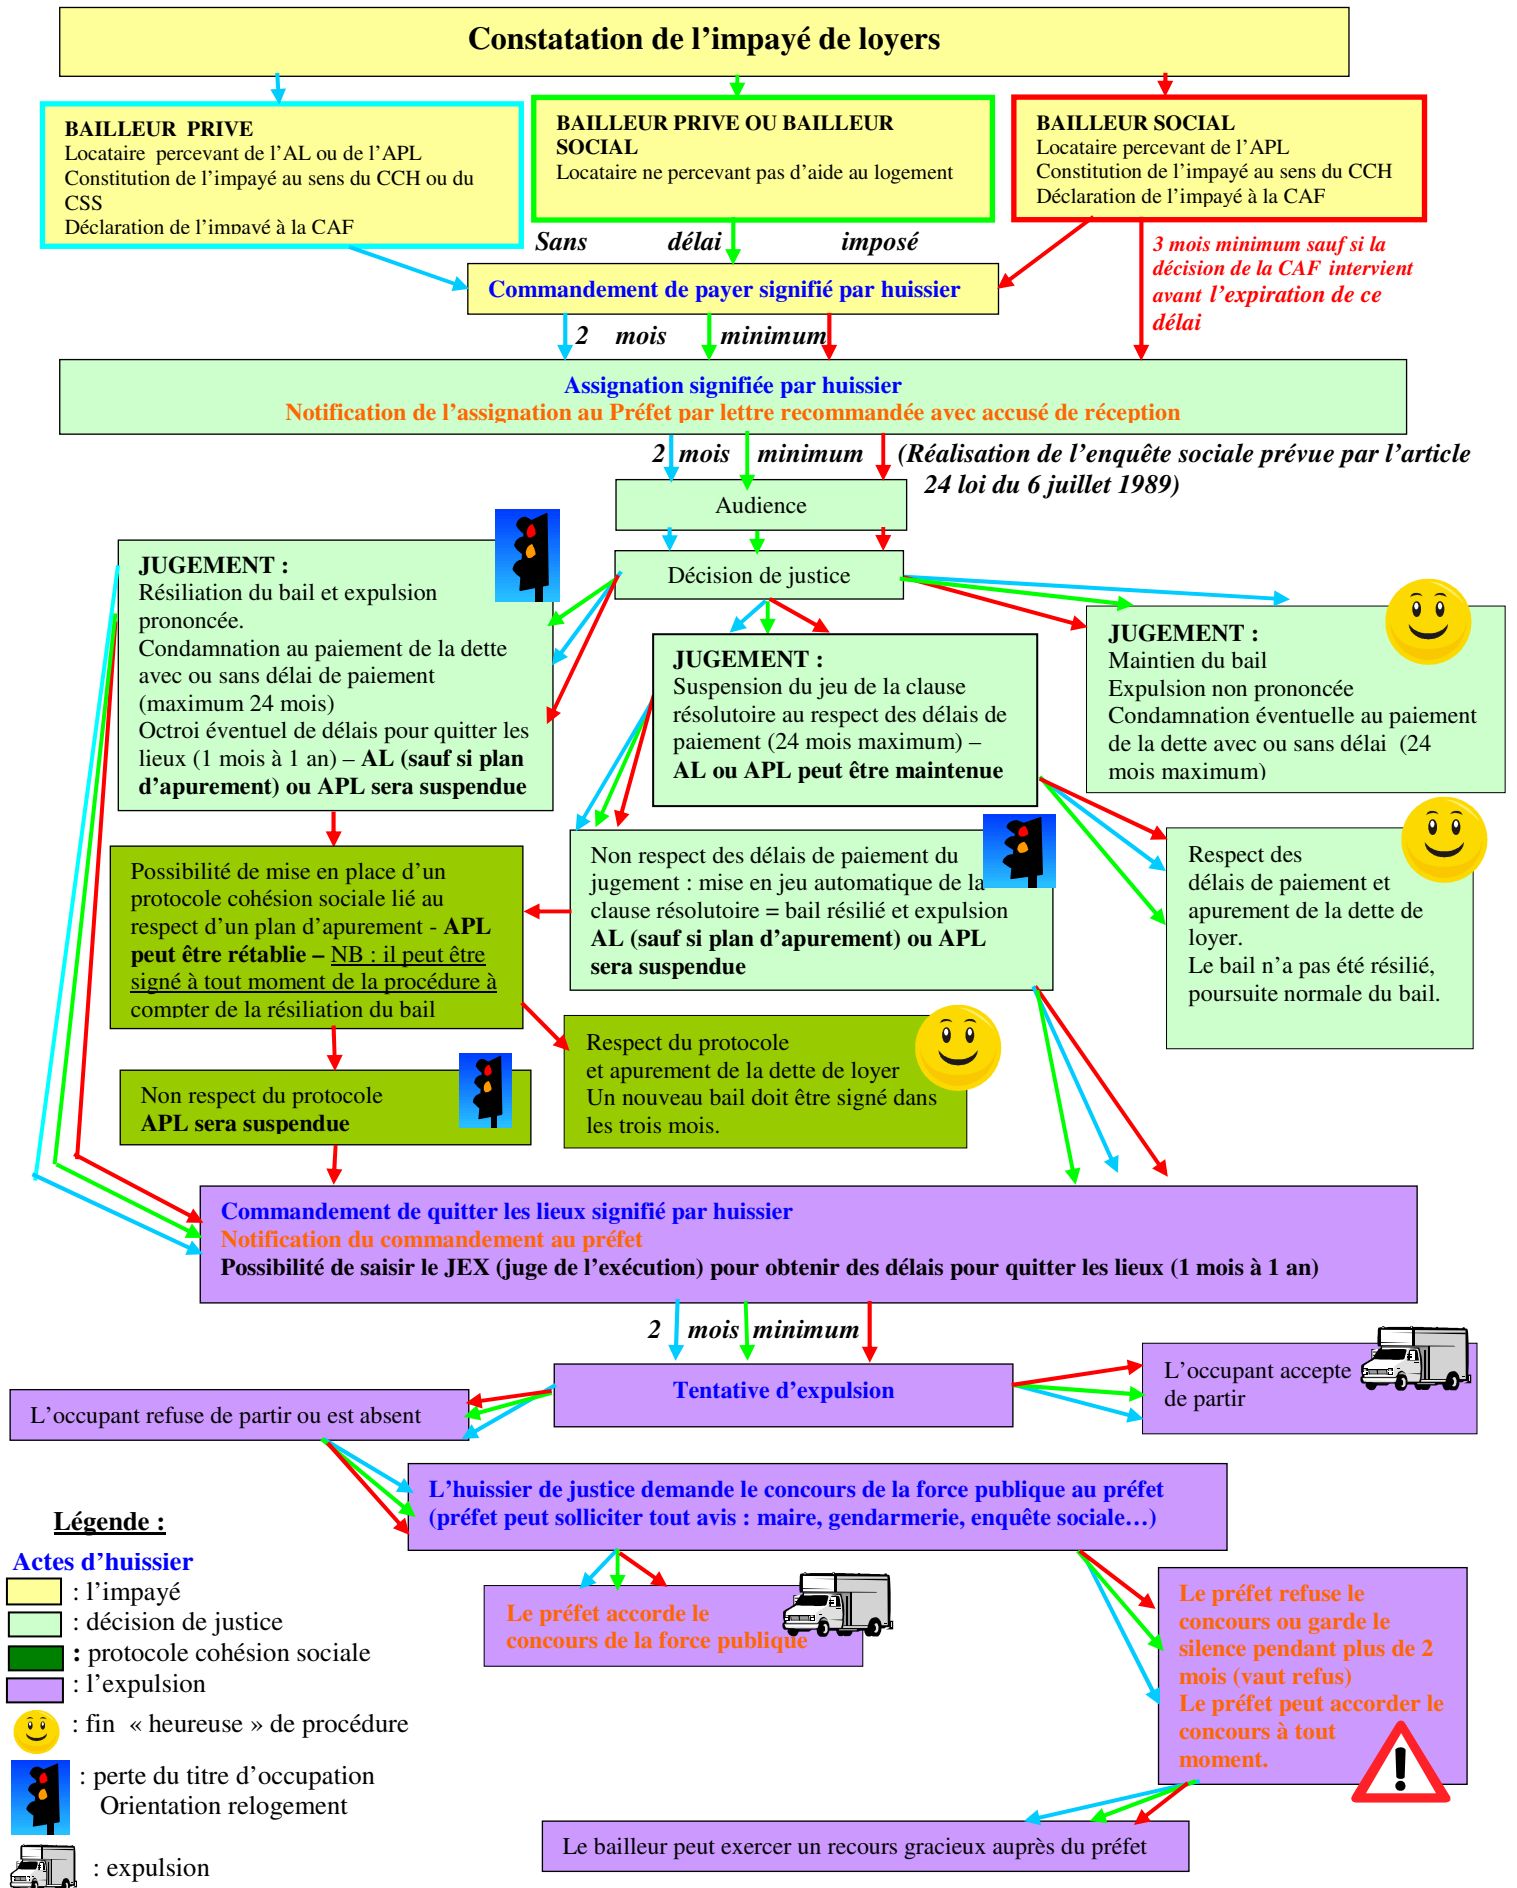 Constatation de l'impayé de loyers
BAILLEUR PRIVE
Locataire percevant de l'AL ou de l'APL
Constitution de l'impayé au sens du CCH ou du
CSS
Déclaration de l'impayé à la CAF
BAILLEUR PRIVE OU BAILLEUR
SOCIAL
Locataire ne percevant pas d'aide au logement
BAILLEUR SOCIAL
Locataire percevant de l'APL
Constitution de l'impayé au sens du CCH
Déclaration de l'impayé à la CAF
Sans délai imposé
3 mois minimum sauf si la
décision de la CAF intervient
avant l'expiration de ce
délai
Commandement de payer signifié par huissier
2 mois minimum
Assignation signifiée par huissier
Notification de l'assignation au Préfet par lettre recommandée avec accusé de réception
2 mois minimum (Réalisation de l'enquête sociale prévue par l'article
24 loi du 6 juillet 1989)
Audience
Décision de justice
JUGEMENT :
Résiliation du bail et expulsion
prononcée.
Condamnation au paiement de la dette
avec ou sans délai de paiement
(maximum 24 mois)
Octroi éventuel de délais pour quitter les
lieux (1 mois à 1 an) – AL (sauf si plan
d'apurement) ou APL sera suspendue
JUGEMENT :
Suspension du jeu de la clause
résolutoire au respect des délais de
paiement (24 mois maximum) –
AL ou APL peut être maintenue
JUGEMENT :
Maintien du bail
Expulsion non prononcée
Condamnation éventuelle au paiement
de la dette avec ou sans délai (24
mois maximum)
Possibilité de mise en place d'un
protocole cohésion sociale lié au
respect d'un plan d'apurement - APL
peut être rétablie – NB : il peut être
signé à tout moment de la procédure à
compter de la résiliation du bail
Non respect des délais de paiement du
jugement : mise en jeu automatique de la
clause résolutoire = bail résilié et expulsion
AL (sauf si plan d'apurement) ou APL
sera suspendue
Respect des
délais de paiement et
apurement de la dette de
loyer.
Le bail n'a pas été résilié,
poursuite normale du bail.
Respect du protocole
et apurement de la dette de loyer
Un nouveau bail doit être signé dans
les trois mois.
Non respect du protocole
APL sera suspendue
Commandement de quitter les lieux signifié par huissier
Notification du commandement au préfet
Possibilité de saisir le JEX (juge de l'exécution) pour obtenir des délais pour quitter les lieux (1 mois à 1 an)
2 mois minimum
Tentative d'expulsion
L'occupant accepte
de partir
L'occupant refuse de partir ou est absent
L'huissier de justice demande le concours de la force publique au préfet
(préfet peut solliciter tout avis : maire, gendarmerie, enquête sociale…)
Le préfet accorde le
concours de la force publique
Le préfet refuse le
concours ou garde le
silence pendant plus de 2
mois (vaut refus)
Le préfet peut accorder le
concours à tout
moment.
Le bailleur peut exercer un recours gracieux auprès du préfet
Légende :
Actes d'huissier
: l'impayé
: décision de justice
: protocole cohésion sociale
: l'expulsion
: fin « heureuse » de procédure
: perte du titre d'occupation
Orientation relogement
: expulsion